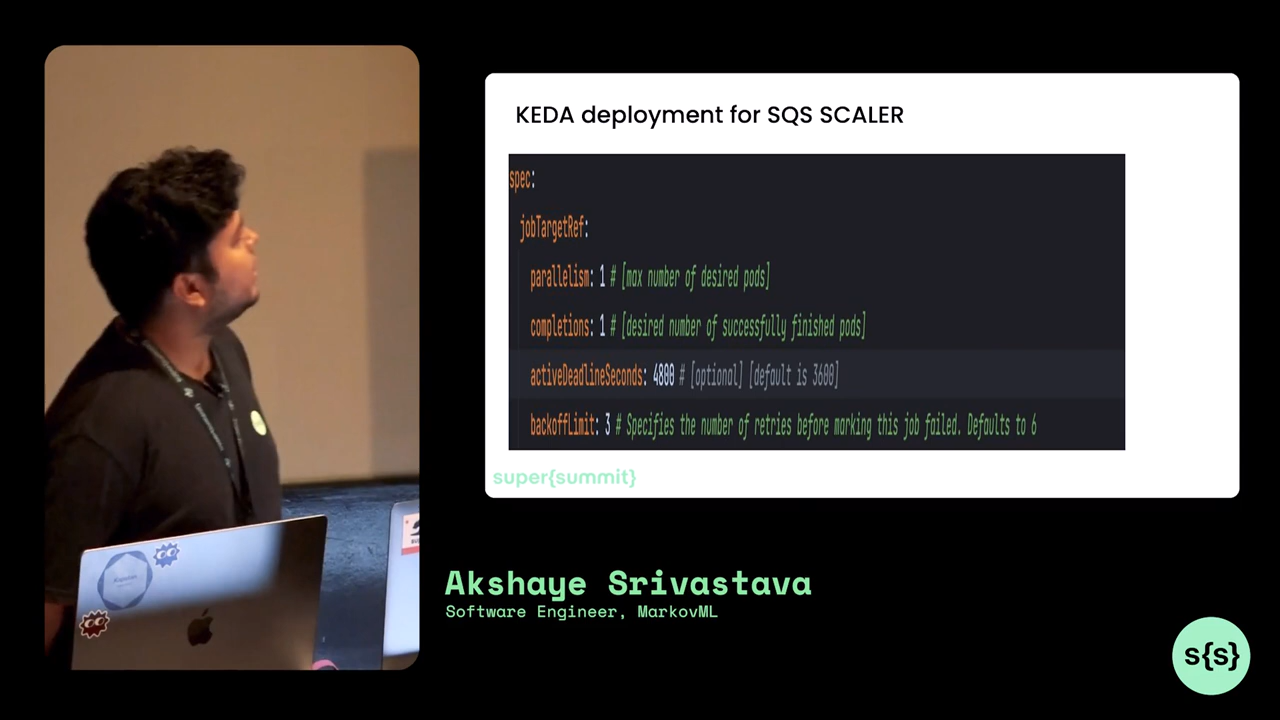 KEDA deployment for SQS SCALER
spec:
jobTargetRef:
parallelism: 1 # [max number of desired pods]
completions: 1 # [desired number of successfully finished pods]
activeDeadlineSeconds: 4800 # [optional] [default is 3600]
backoffLimit: 3 # Specifies the number of retries before marking this job failed. Defaults to 6
super{summit}
Akshaye Srivastava
Software Engineer, MarkovML
s{s}